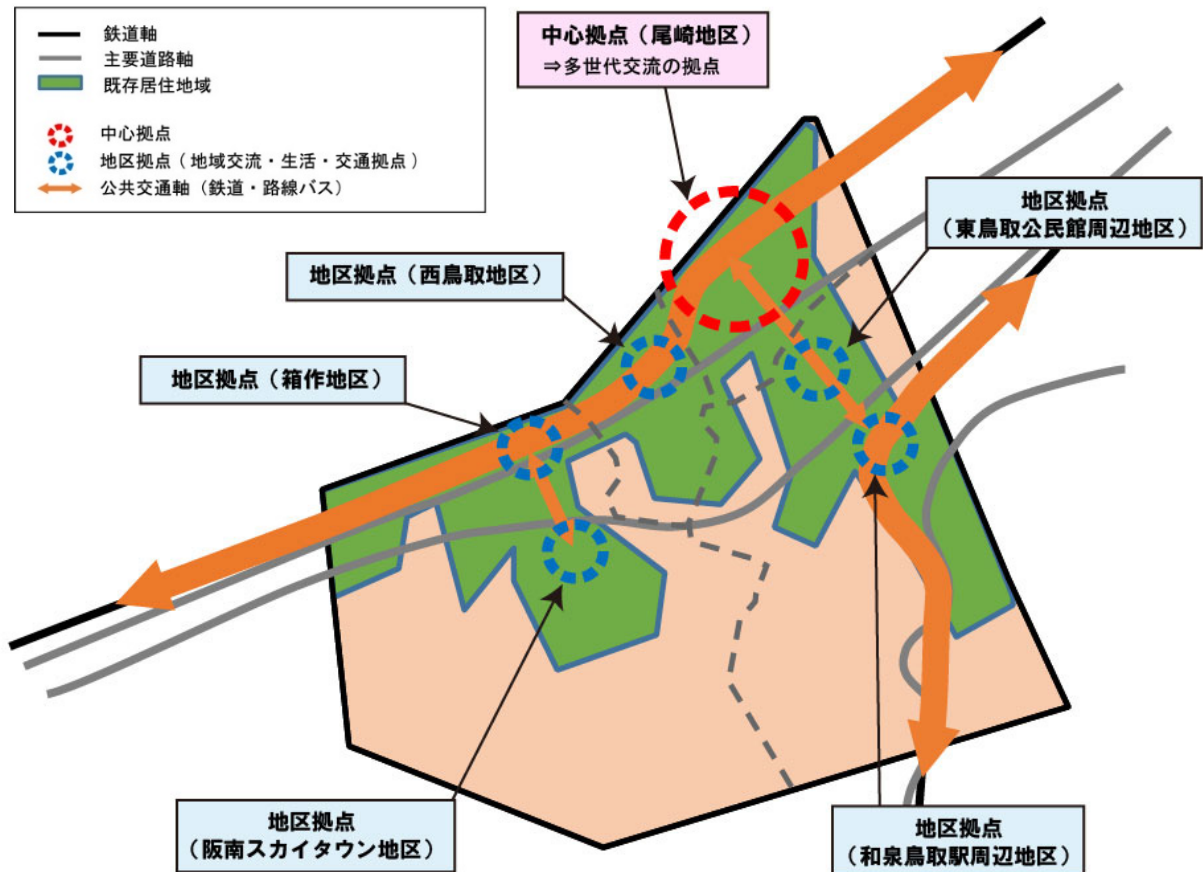 鉄道軸
主要道路軸
既存居住地域
中心拠点
地区拠点（地域交流・生活・交通拠点）
公共交通軸（鉄道・路線バス）
中心拠点（尾崎地区）
⇒多世代交流の拠点
地区拠点
（東鳥取公民館周辺地区）
地区拠点（西鳥取地区）
地区拠点（箱作地区）
地区拠点
（阪南スカイタウン地区）
地区拠点
（和泉鳥取駅周辺地区）